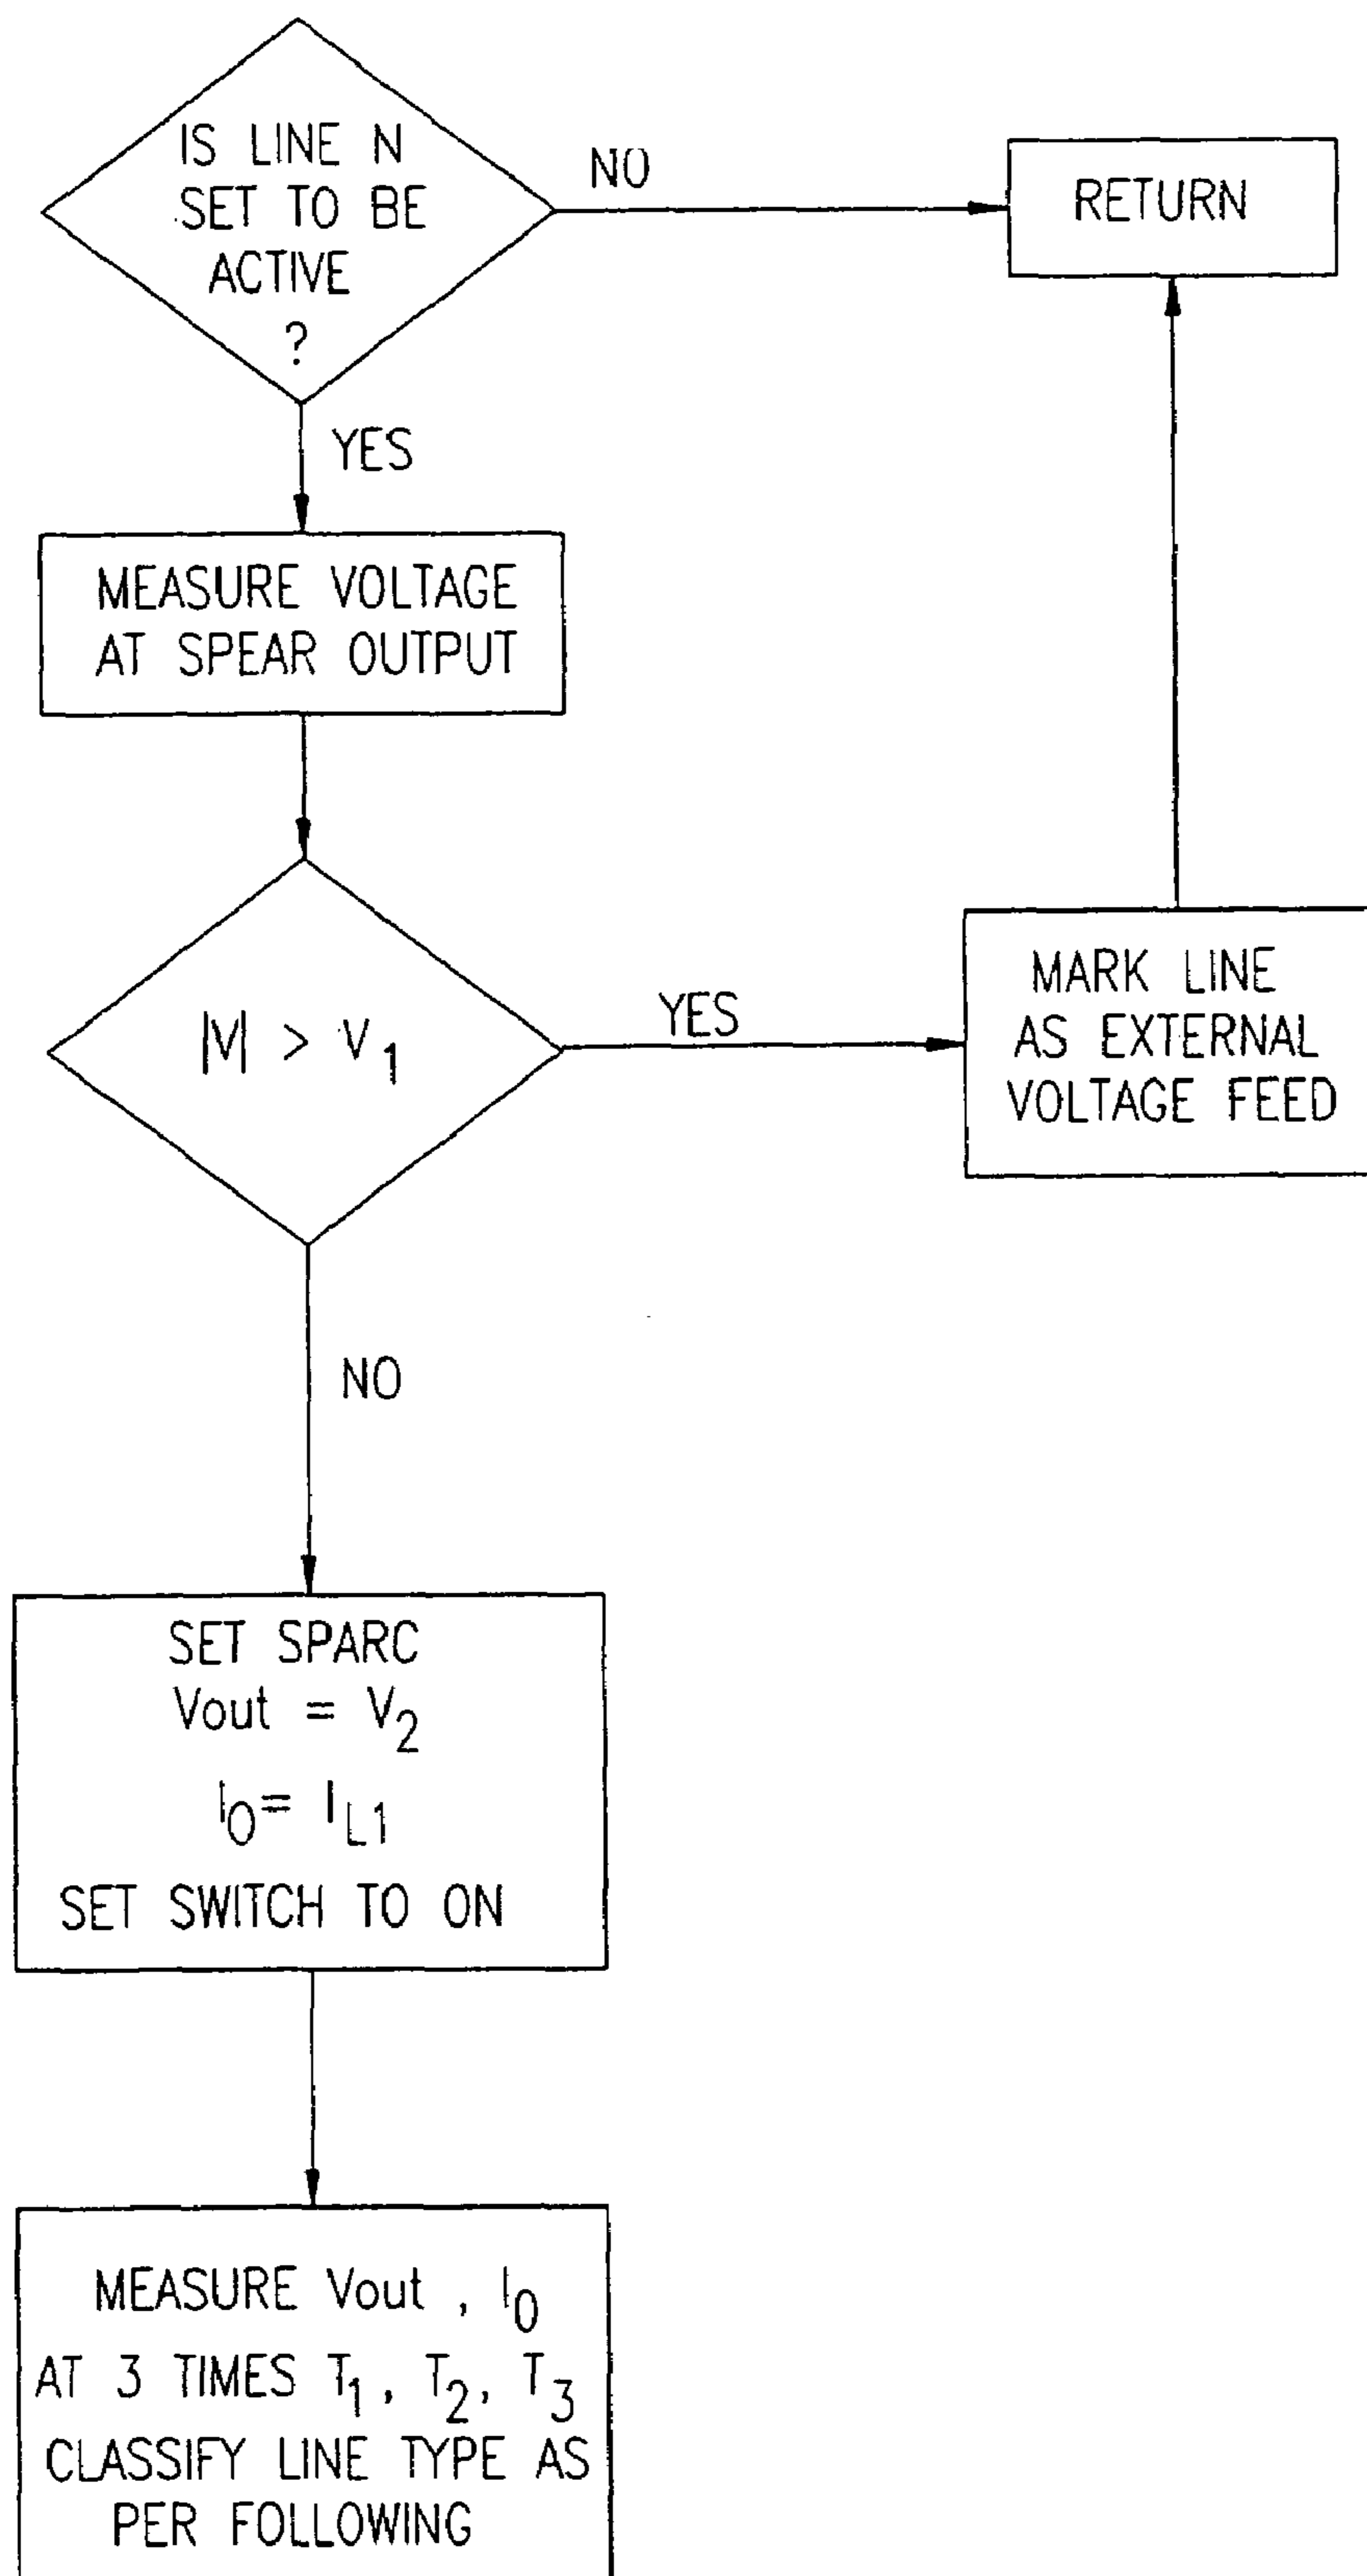 IS LINE N
SET TO BE
ACTIVE
?
NO
RETURN
YES
MEASURE VOLTAGE
AT SPEAR OUTPUT
|V| > V₁
YES
MARK LINE
AS EXTERNAL
VOLTAGE FEED
NO
SET SPARC
Vout = V₂
I₀= I_L1
SET SWITCH TO ON
MEASURE Vout , I₀
AT 3 TIMES T₁, T₂, T₃
CLASSIFY LINE TYPE AS
PER FOLLOWING